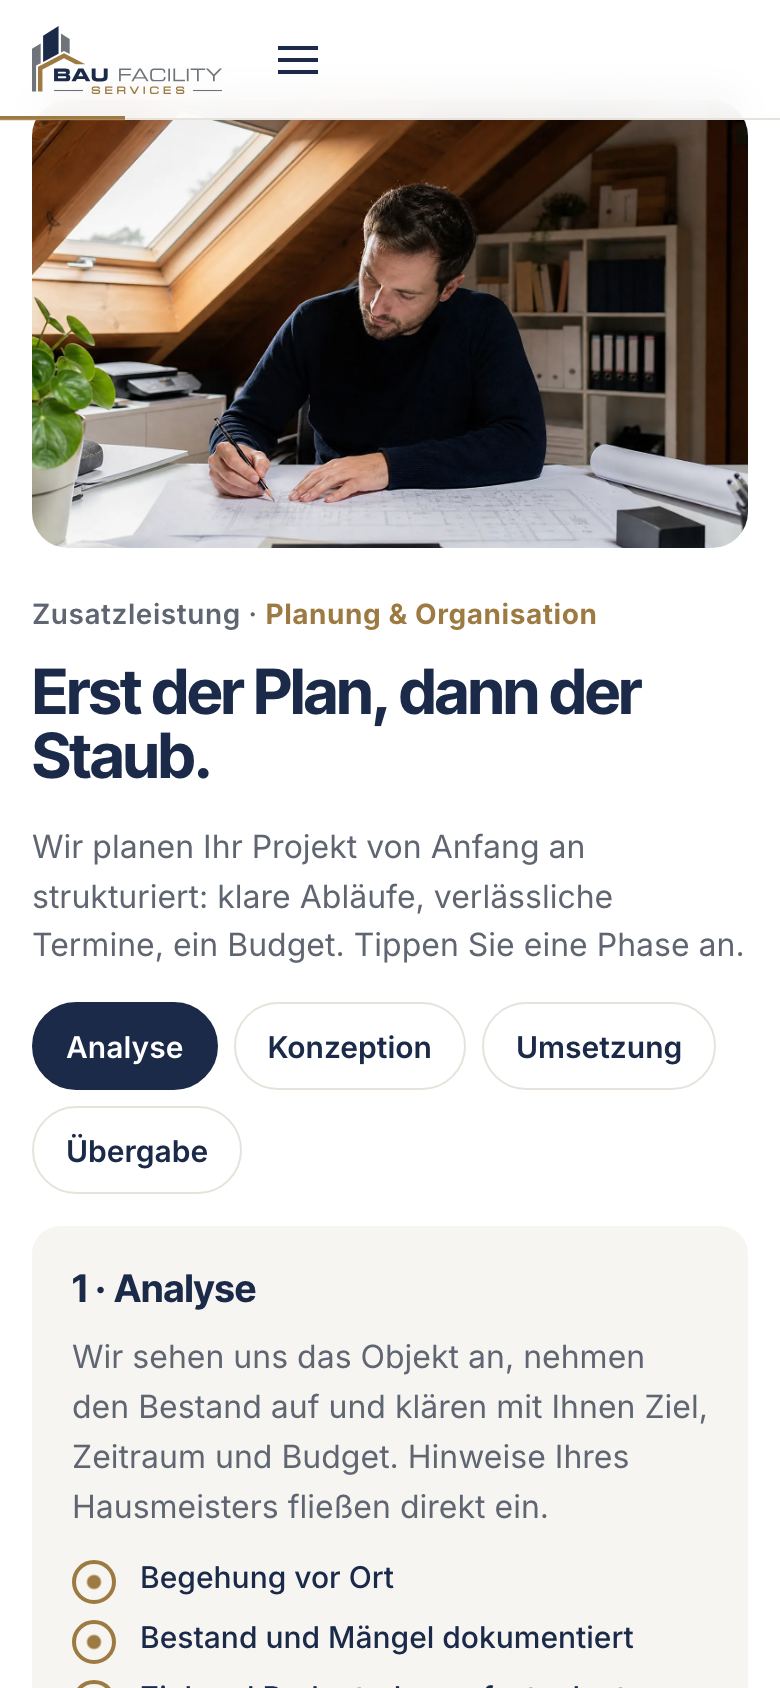 BAU FACILITY
SERVICES
Zusatzleistung · Planung & Organisation
Erst der Plan, dann der
Staub.
Wir planen Ihr Projekt von Anfang an
strukturiert: klare Abläufe, verlässliche
Termine, ein Budget. Tippen Sie eine Phase an.
Analyse
Konzeption
Umsetzung
Übergabe
1 · Analyse
Wir sehen uns das Objekt an, nehmen
den Bestand auf und klären mit Ihnen Ziel,
Zeitraum und Budget. Hinweise Ihres
Hausmeisters fließen direkt ein.
Begehung vor Ort
Bestand und Mängel dokumentiert